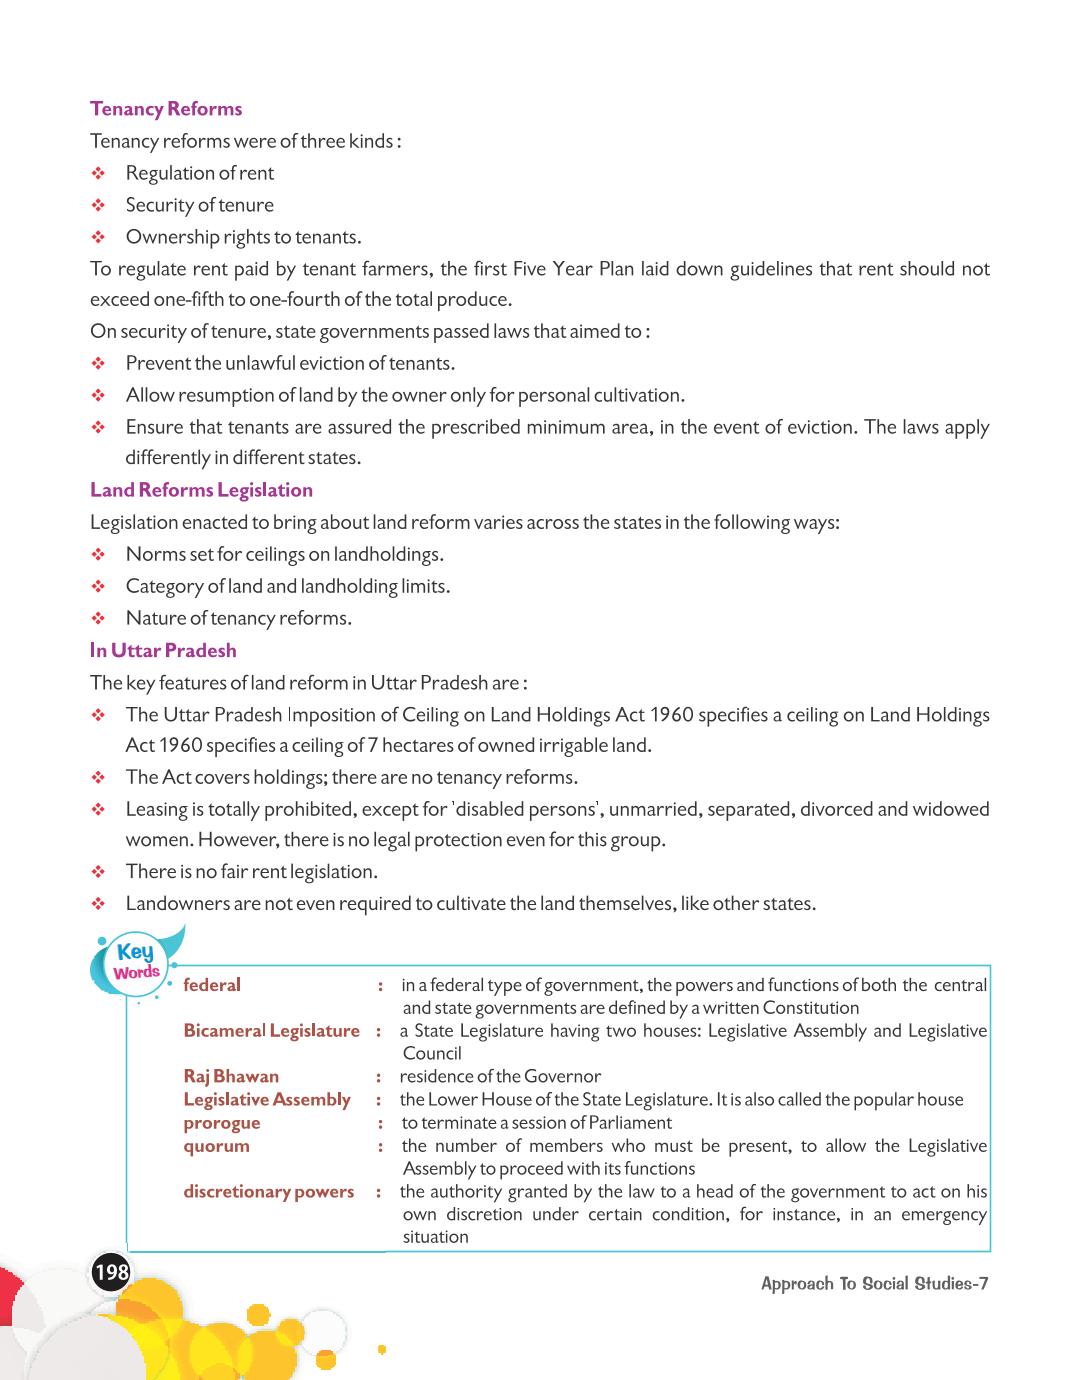 Tenancy Reforms
Tenancy reforms were of three kinds :
❖ Regulation of rent
❖ Security of tenure
❖ Ownership rights to tenants.
To regulate rent paid by tenant farmers, the first Five Year Plan laid down guidelines that rent should not
exceed one-fifth to one-fourth of the total produce.
On security of tenure, state governments passed laws that aimed to :
❖ Prevent the unlawful eviction of tenants.
❖ Allow resumption of land by the owner only for personal cultivation.
❖ Ensure that tenants are assured the prescribed minimum area, in the event of eviction. The laws apply
differently in different states.
Land Reforms Legislation
Legislation enacted to bring about land reform varies across the states in the following ways:
❖ Norms set for ceilings on landholdings.
❖ Category of land and landholding limits.
❖ Nature of tenancy reforms.
In Uttar Pradesh
The key features of land reform in Uttar Pradesh are :
❖ The Uttar Pradesh Imposition of Ceiling on Land Holdings Act 1960 specifies a ceiling on Land Holdings
Act 1960 specifies a ceiling of 7 hectares of owned irrigable land.
❖ The Act covers holdings; there are no tenancy reforms.
❖ Leasing is totally prohibited, except for 'disabled persons', unmarried, separated, divorced and widowed
women. However, there is no legal protection even for this group.
❖ There is no fair rent legislation.
❖ Landowners are not even required to cultivate the land themselves, like other states.
Key
Words
federal : in a federal type of government, the powers and functions of both the central
and state governments are defined by a written Constitution
Bicameral Legislature : a State Legislature having two houses: Legislative Assembly and Legislative
Council
Raj Bhawan : residence of the Governor
Legislative Assembly : the Lower House of the State Legislature. It is also called the popular house
prorogue : to terminate a session of Parliament
quorum : the number of members who must be present, to allow the Legislative
Assembly to proceed with its functions
discretionary powers : the authority granted by the law to a head of the government to act on his
own discretion under certain condition, for instance, in an emergency
situation
198
Approach To Social Studies-7